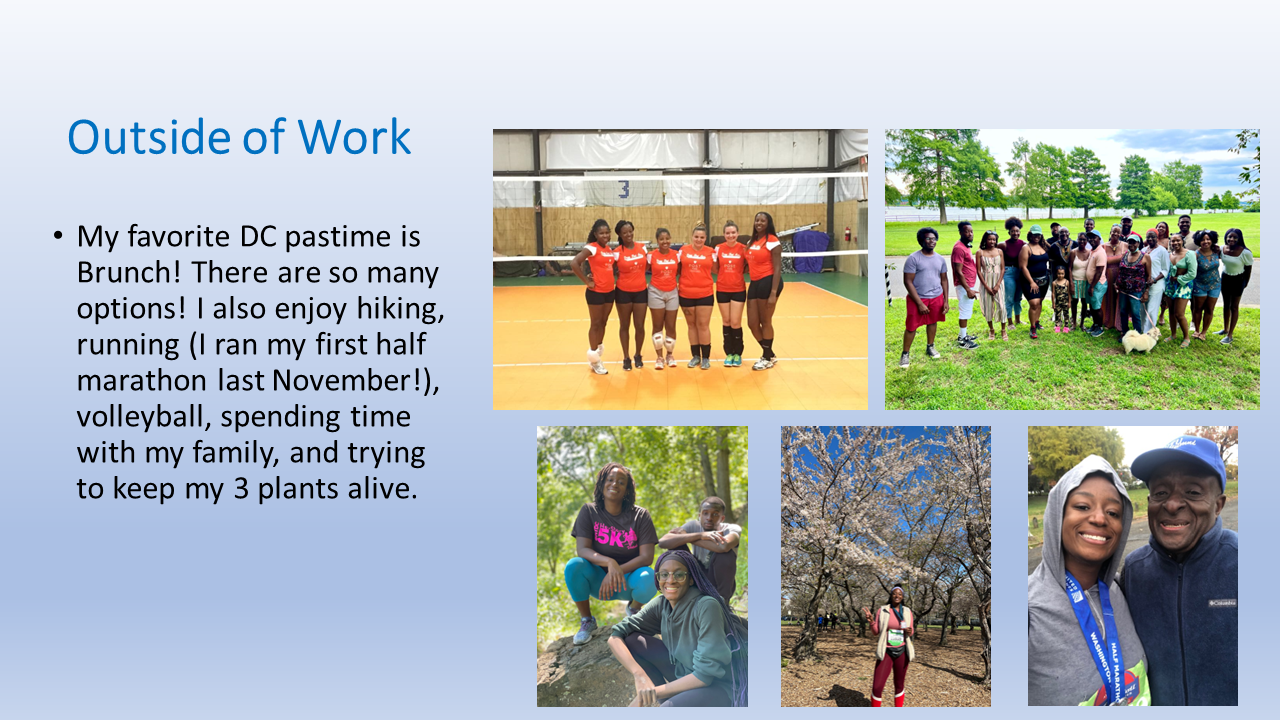 Outside of Work
• My favorite DC pastime is
Brunch! There are so many
options! I also enjoy hiking,
running (I ran my first half
marathon last November!),
volleyball, spending time
with my family, and trying
to keep my 3 plants alive.
3
5K
Columbia
WASHINGTON
HALF MARATH